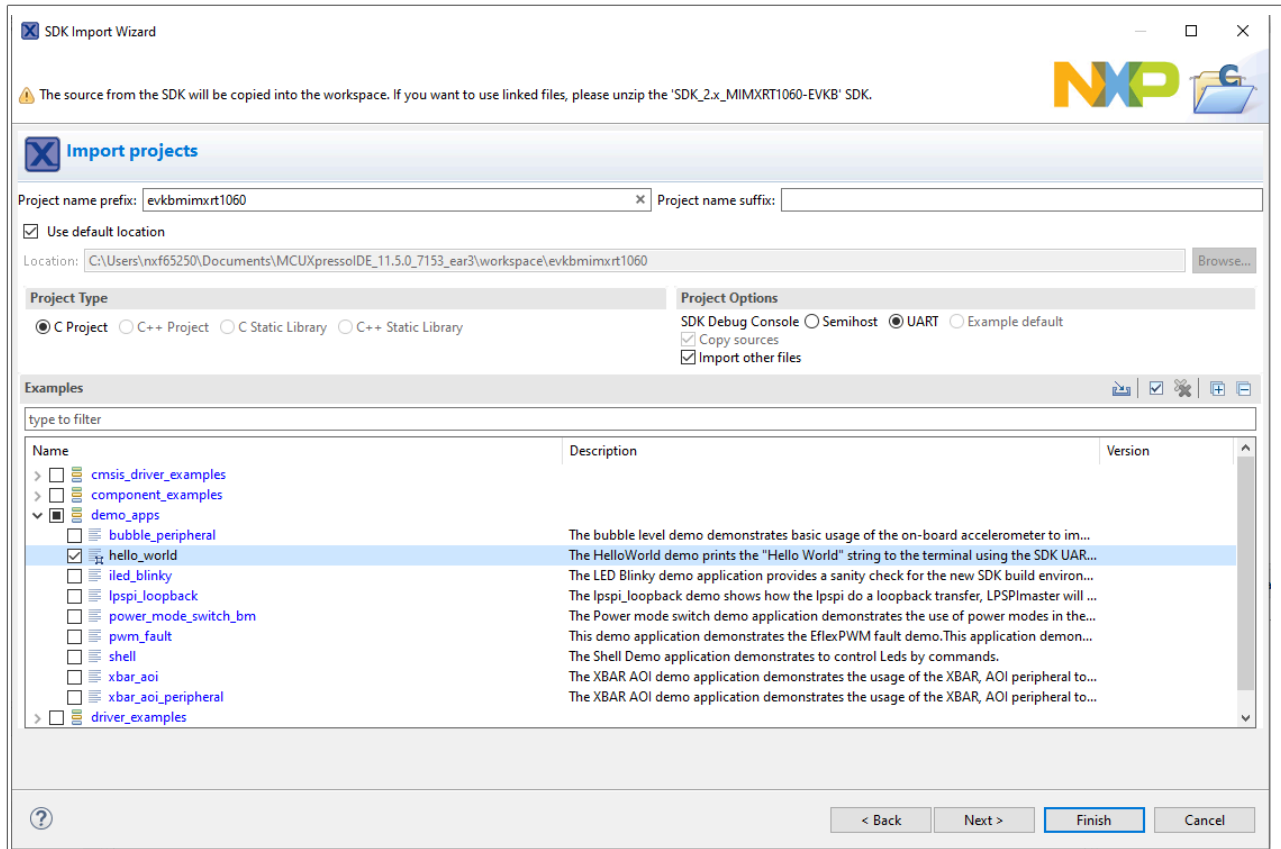 SDK Import Wizard
The source from the SDK will be copied into the workspace. If you want to use linked files, please unzip the 'SDK_2.x_MIMXRT1060-EVKB' SDK.
NXP
Import projects
Project name prefix: evkbmimxrt1060 Project name suffix:
Use default location
Location: C:\Users\nxf65250\Documents\MCUXpressoIDE_11.5.0_7153_ear3\workspace\evkbmimxrt1060 Browse...
Project Type Project Options
C Project C++ Project C Static Library C++ Static Library SDK Debug Console Semihost UART Example default
Copy sources
Import other files
Examples
type to filter
Name Description Version
cmsis_driver_examples
component_examples
demo_apps
bubble_peripheral The bubble level demo demonstrates basic usage of the on-board accelerometer to im...
hello_world The HelloWorld demo prints the "Hello World" string to the terminal using the SDK UAR...
iled_blinky The LED Blinky demo application provides a sanity check for the new SDK build environ...
lpspi_loopback The lpspi_loopback demo shows how the lpspi do a loopback transfer, LPSPImaster will ...
power_mode_switch_bm The Power mode switch demo application demonstrates the use of power modes in the...
pwm_fault This demo application demonstrates the EflexPWM fault demo.This application demon...
shell The Shell Demo application demonstrates to control Leds by commands.
xbar_aoi The XBAR AOI demo application demonstrates the usage of the XBAR, AOI peripheral to...
xbar_aoi_peripheral The XBAR AOI demo application demonstrates the usage of the XBAR, AOI peripheral to...
driver_examples
< Back Next > Finish Cancel